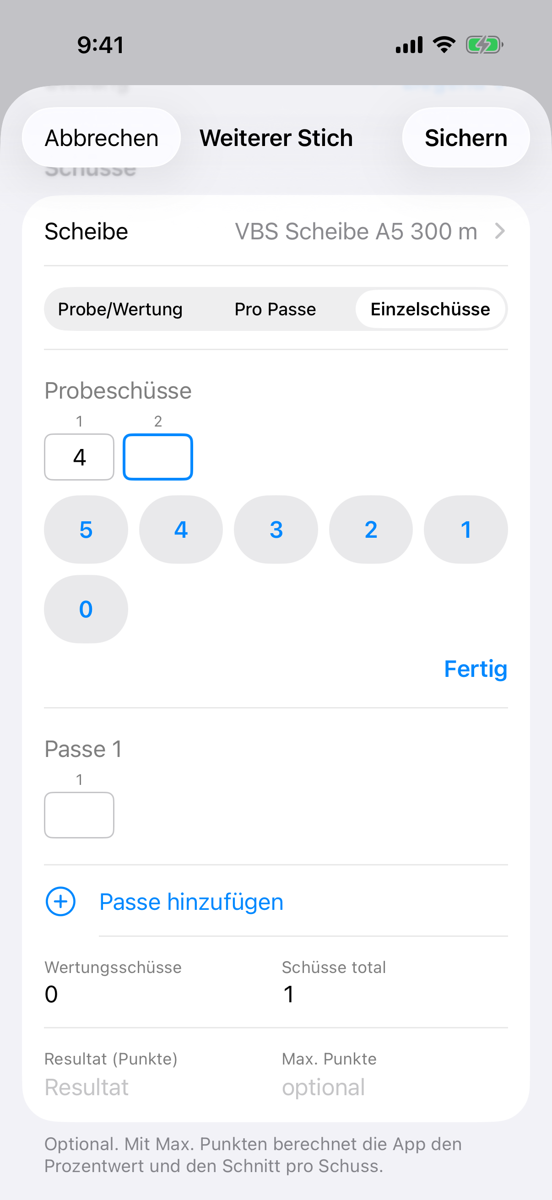 9:41
Abbrechen
Weiterer Stich
Sichern
Schüsse
Scheibe
VBS Scheibe A5 300 m
Probe/Wertung
Pro Passe
Einzelschüsse
Probeschüsse
1 2
4
5 4 3 2 1
0
Fertig
Passe 1
1
Passe hinzufügen
Wertungsschüsse Schüsse total
0 1
Resultat (Punkte) Max. Punkte
Resultat optional
Optional. Mit Max. Punkten berechnet die App den
Prozentwert und den Schnitt pro Schuss.